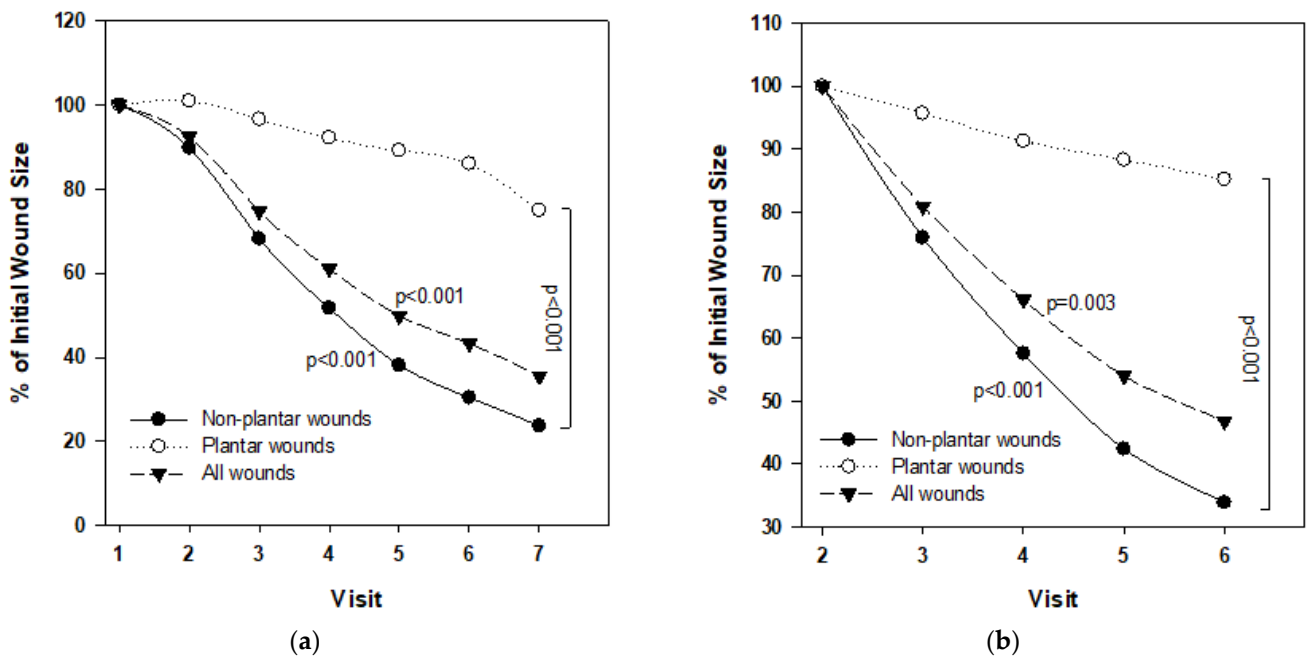 120
100
80
60
40
20
0
% of Initial Wound Size
p<0.001
p<0.001
p<0.001
Non-plantar wounds
Plantar wounds
All wounds
1 2 3 4 5 6 7
Visit
(a)
110
100
90
80
70
60
50
40
30
% of Initial Wound Size
p=0.003
p<0.001
p<0.001
Non-plantar wounds
Plantar wounds
All wounds
2 3 4 5 6
Visit
(b)